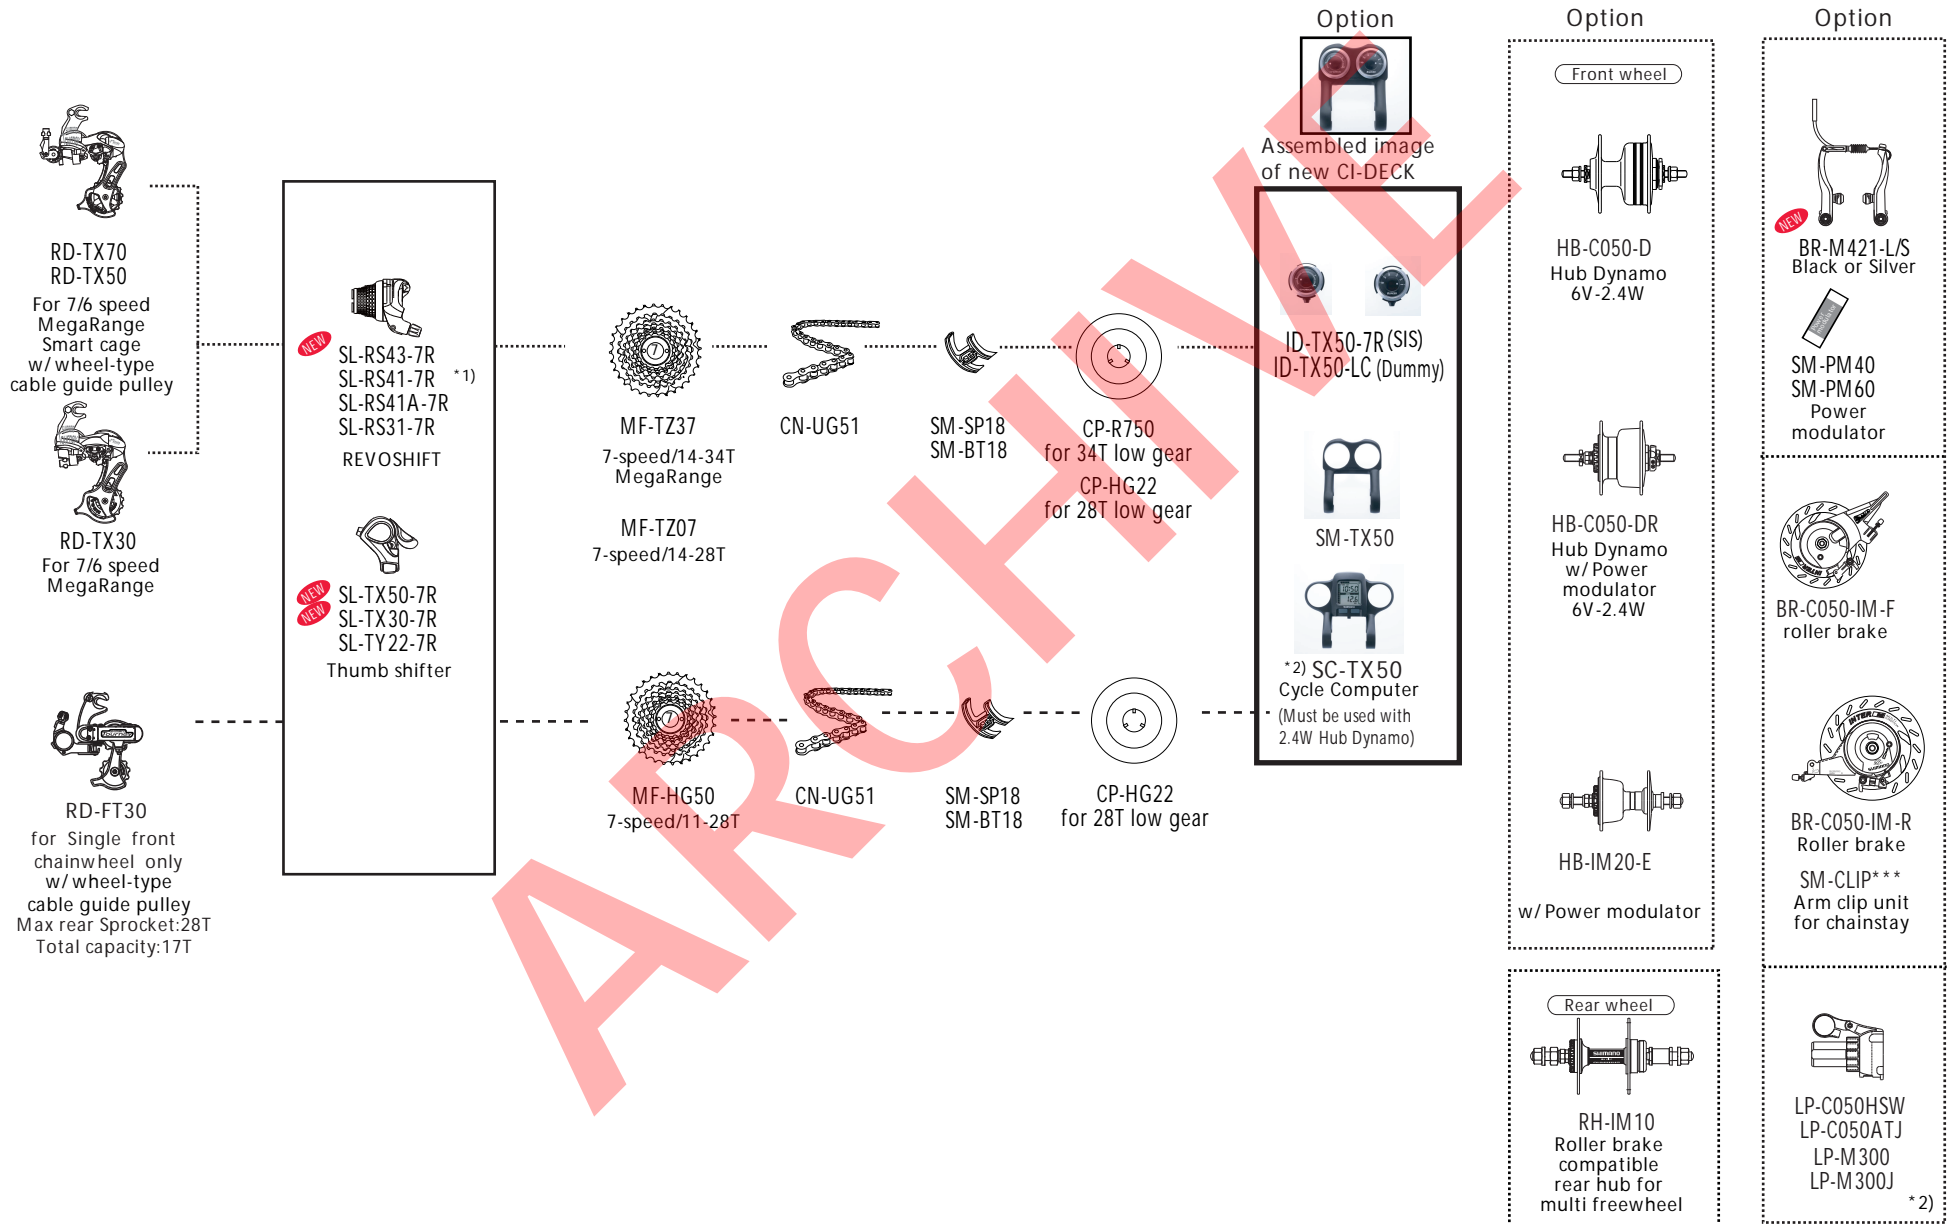 Option
Option
Option
Assembled image
of new CI-DECK
RD-TX70
RD-TX50
For 7/6 speed
MegaRange
Smart cage
w/wheel-type
cable guide pulley
RD-TX30
For 7/6 speed
MegaRange
RD-FT30
for Single front
chainwheel only
w/wheel-type
cable guide pulley
Max rear Sprocket:28T
Total capacity:17T
NEW
SL-RS43-7R
SL-RS41-7R *1)
SL-RS41A-7R
SL-RS31-7R
REVOSHIFT
NEW
SL-TX50-7R
NEW
SL-TX30-7R
SL-TY22-7R
Thumb shifter
7
MF-TZ37
7-speed/14-34T
MegaRange
MF-TZ07
7-speed/14-28T
CN-UG51
SM-SP18
SM-BT18
CP-R750
for 34T low gear
CP-HG22
for 28T low gear
7
MF-HG50
7-speed/11-28T
CN-UG51
SM-SP18
SM-BT18
CP-HG22
for 28T low gear
ID-TX50-7R (SIS)
ID-TX50-LC (Dummy)
SM-TX50
*2) SC-TX50
Cycle Computer
(Must be used with
2.4W Hub Dynamo)
Front wheel
HB-C050-D
Hub Dynamo
6V-2.4W
HB-C050-DR
Hub Dynamo
w/Power
modulator
6V-2.4W
HB-IM20-E
w/Power modulator
Rear wheel
SHIMANO
RH-IM10
Roller brake
compatible
rear hub for
multi freewheel
NEW
BR-M421-L/S
Black or Silver
SM-PM40
SM-PM60
Power
modulator
BR-C050-IM-F
roller brake
BR-C050-IM-R
Roller brake
SM-CLIP***
Arm clip unit
for chainstay
LP-C050HSW
LP-C050ATJ
LP-M300
LP-M300J
*2)
ARCHIVE